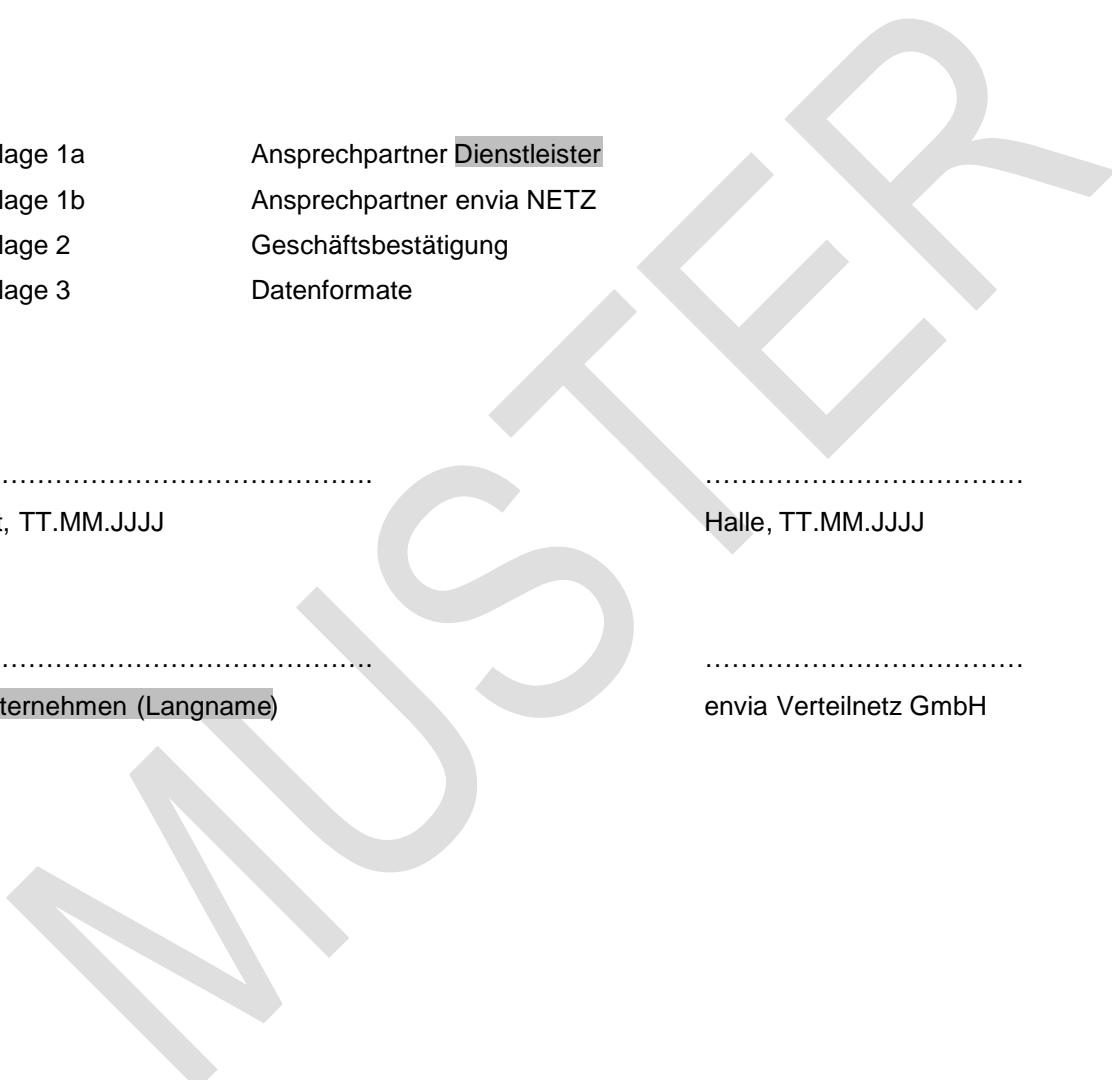 lage 1a Ansprechpartner Dienstleister
lage 1b Ansprechpartner envia NETZ
lage 2 Geschäftsbestätigung
lage 3 Datenformate
…………………………………. ………………………………
t, TT.MM.JJJJ Halle, TT.MM.JJJJ
…………………………………. ………………………………
ternehmen (Langname) envia Verteilnetz GmbH
MUSTER